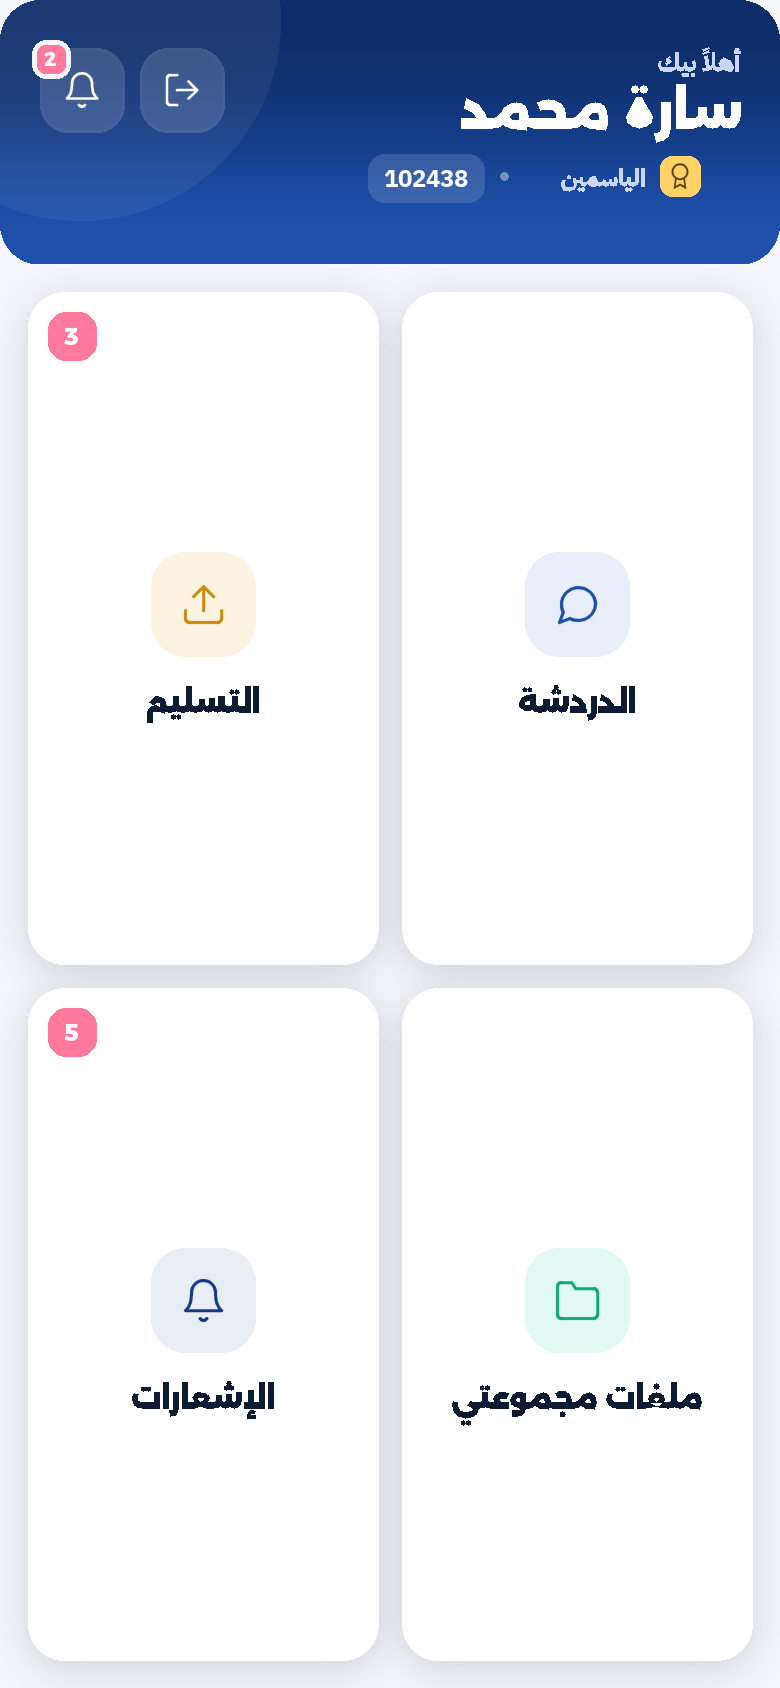 أهلاً بيك
2
سارة محمد
الياسمين • 102438
3
الدردشة
التسليم
5
ملفات مجموعتي
الإشعارات